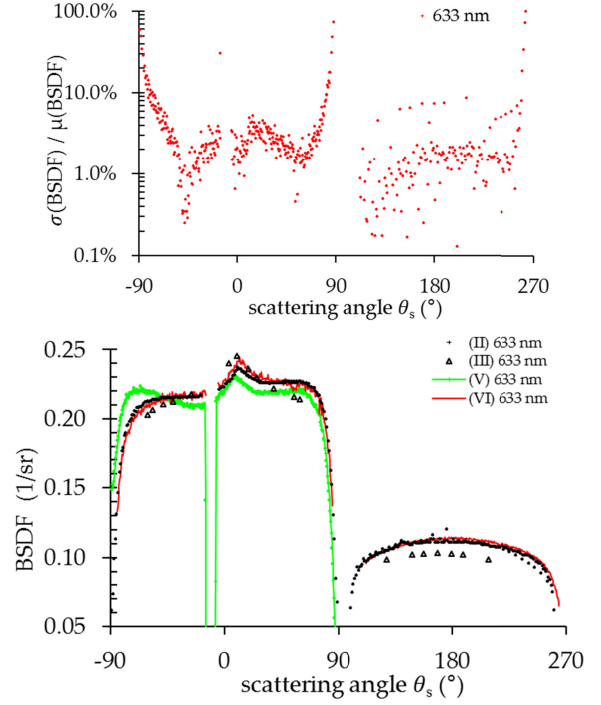 100.0%
633 nm
10.0%
1.0%
0.1%
σ(BSDF) / μ(BSDF)
-90 0 90 180 270
scattering angle θs (°)
0.25
0.20
0.15
0.10
0.05
BSDF (1/sr)
(II) 633 nm
(III) 633 nm
(V) 633 nm
(VI) 633 nm
-90 0 90 180 270
scattering angle θs (°)